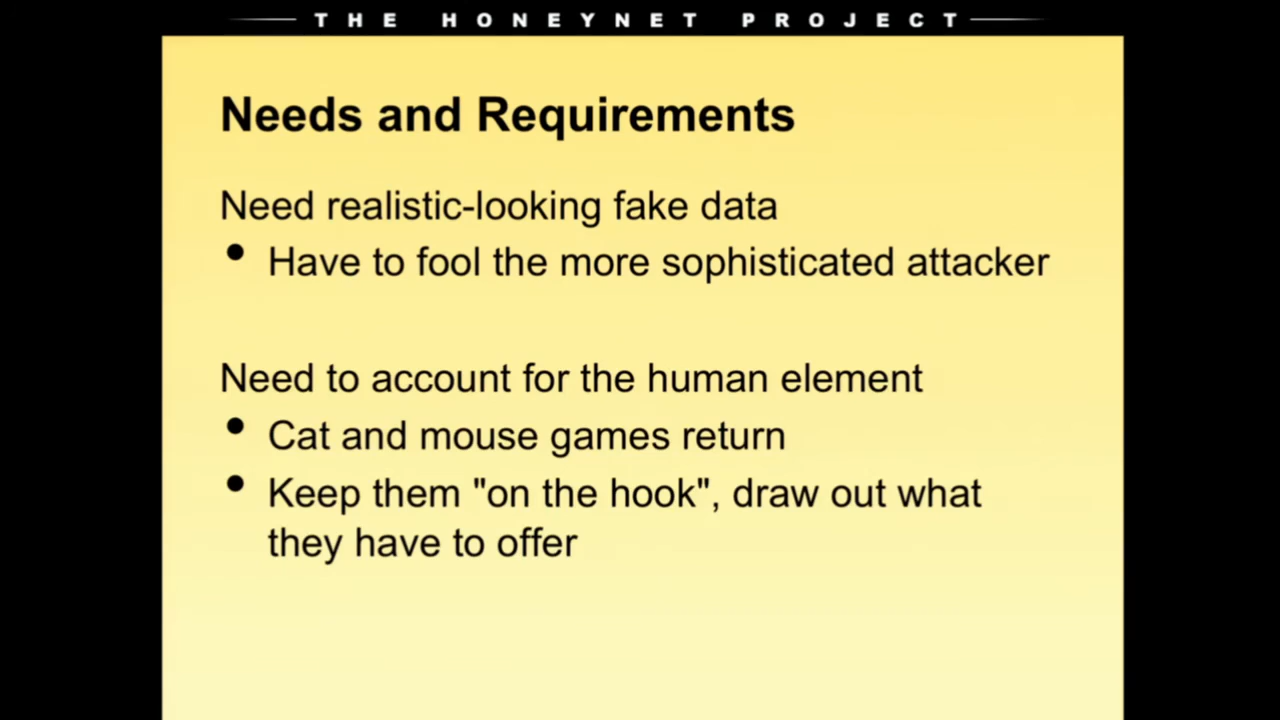 THE HONEYNET PROJECT
Needs and Requirements
Need realistic-looking fake data
• Have to fool the more sophisticated attacker
Need to account for the human element
• Cat and mouse games return
• Keep them "on the hook", draw out what
they have to offer